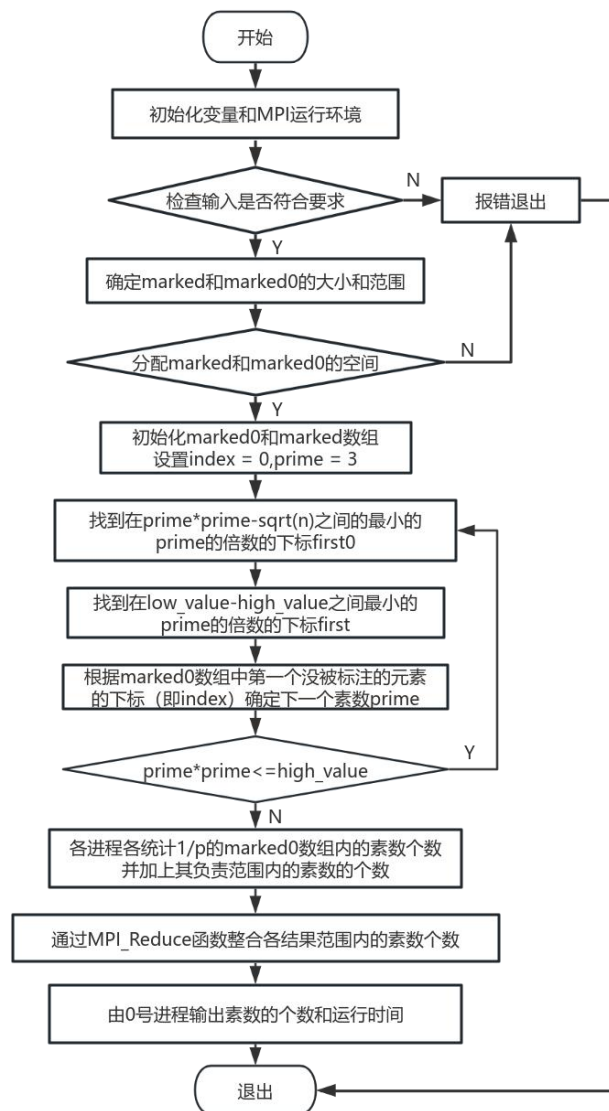 开始
初始化变量和MPI运行环境
检查输入是否符合要求
N
报错退出
Y
确定marked和marked0的大小和范围
分配marked和marked0的空间
N
Y
初始化marked0和marked数组
设置index = 0,prime = 3
找到在prime*prime-sqrt(n)之间的最小的
prime的倍数的下标first0
找到在low_value-high_value之间最小的
prime的倍数的下标first
根据marked0数组中第一个没被标注的元素
的下标（即index）确定下一个素数prime
prime*prime<=high_value
Y
N
各进程各统计1/p的marked0数组内的素数个数
并加上其负责范围内的素数的个数
通过MPI_Reduce函数整合各结果范围内的素数个数
由0号进程输出素数的个数和运行时间
退出